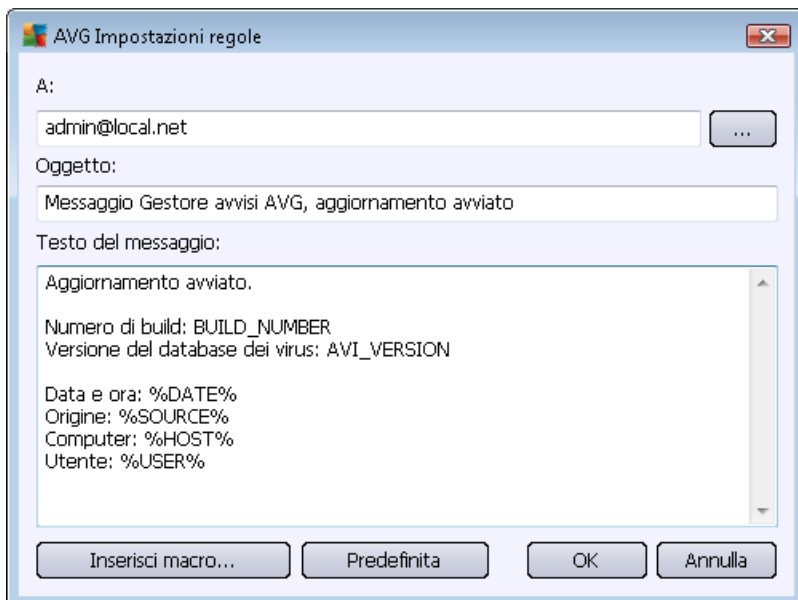 AVG Impostazioni regole
A:
admin@local.net
...
Oggetto:
Messaggio Gestore avvisi AVG, aggiornamento avviato
Testo del messaggio:
Aggiornamento avviato.
Numero di build: BUILD_NUMBER
Versione del database dei virus: AVI_VERSION
Data e ora: %DATE%
Origine: %SOURCE%
Computer: %HOST%
Utente: %USER%
Inserisci macro... Predefinita OK Annulla